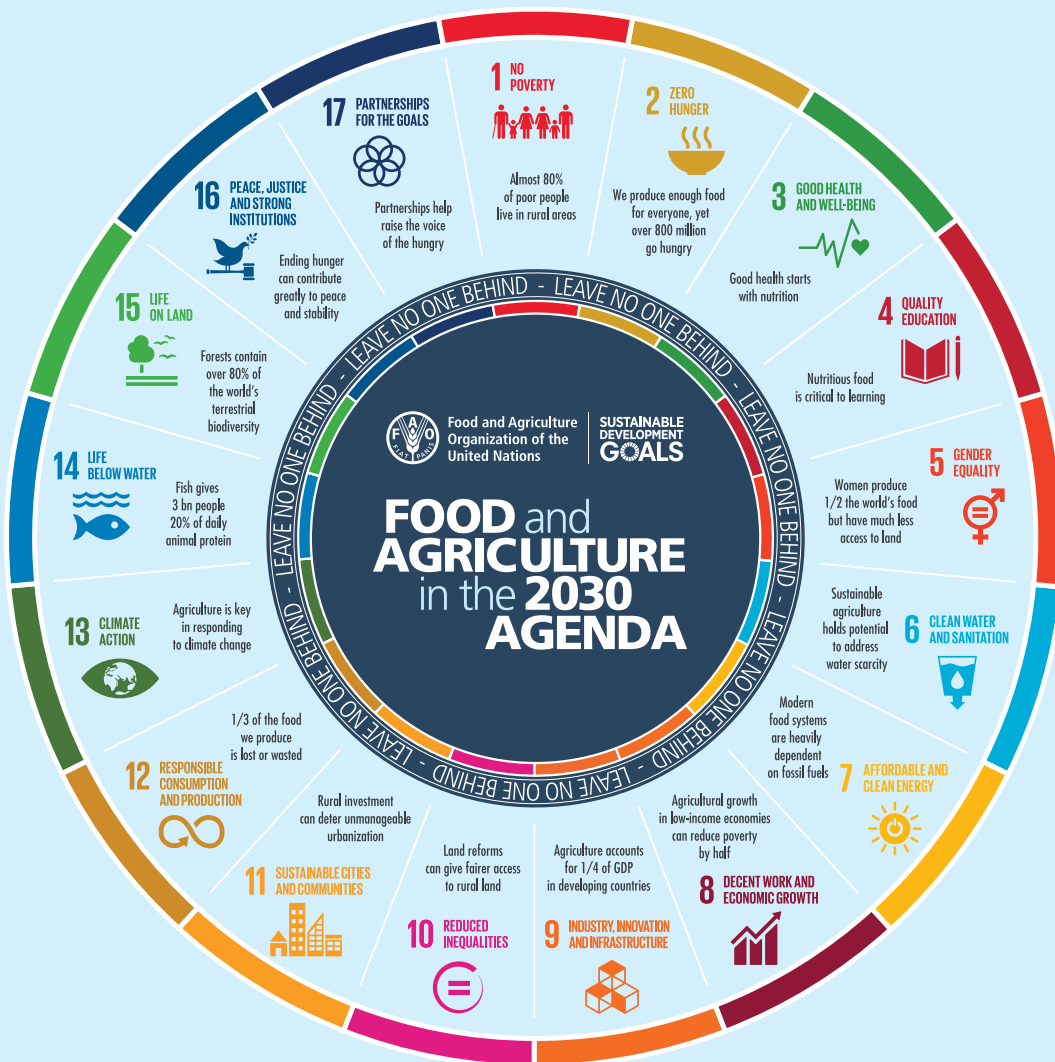 1 NO
POVERTY
Almost 80%
of poor people
live in rural areas
2 ZERO
HUNGER
We produce enough food
for everyone, yet
over 800 million
go hungry
3 GOOD HEALTH
AND WELL-BEING
Good health starts
with nutrition
4 QUALITY
EDUCATION
Nutritious food
is critical to learning
5 GENDER
EQUALITY
Women produce
1/2 the world's food
but have much less
access to land
6 CLEAN WATER
AND SANITATION
Sustainable
agriculture
holds potential
to address
water scarcity
7 AFFORDABLE AND
CLEAN ENERGY
Modern
food systems
are heavily
dependent
on fossil fuels
8 DECENT WORK AND
ECONOMIC GROWTH
Agricultural growth
in low-income economies
can reduce poverty
by half
9 INDUSTRY, INNOVATION
AND INFRASTRUCTURE
Agriculture accounts
for 1/4 of GDP
in developing countries
10 REDUCED
INEQUALITIES
Land reforms
can give fairer access
to rural land
11 SUSTAINABLE CITIES
AND COMMUNITIES
Rural investment
can deter unmanageable
urbanization
12 RESPONSIBLE
CONSUMPTION
AND PRODUCTION
1/3 of the food
we produce
is lost or wasted
13 CLIMATE
ACTION
Agriculture is key
in responding
to climate change
14 LIFE
BELOW WATER
Fish gives
3 bn people
20% of daily
animal protein
15 LIFE
ON LAND
Forests contain
over 80% of
the world's
terrestrial
biodiversity
16 PEACE, JUSTICE
AND STRONG
INSTITUTIONS
Ending hunger
can contribute
greatly to peace
and stability
17 PARTNERSHIPS
FOR THE GOALS
Partnerships help
raise the voice
of the hungry
LEAVE NO ONE BEHIND - LEAVE NO ONE BEHIND - LEAVE NO ONE BEHIND - LEAVE NO ONE BEHIND - LEAVE NO ONE BEHIND - LEAVE NO ONE BEHIND - LEAVE NO ONE BEHIND - LEAVE NO ONE BEHIND -
F A O
FIAT PANIS
Food and Agriculture
Organization of the
United Nations
SUSTAINABLE
DEVELOPMENT
GOALS
FOOD and
AGRICULTURE
in the 2030
AGENDA